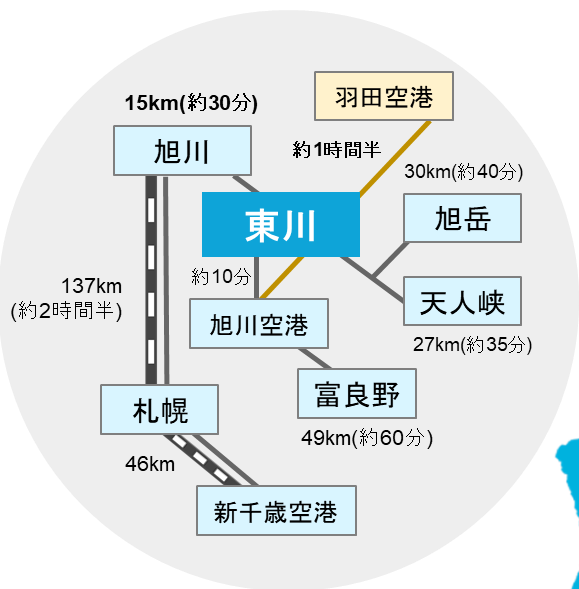 15km(約30分)
羽田空港
旭川
約1時間半
30km(約40分)
東川
旭岳
137km
(約2時間半)
約10分
旭川空港
天人峡
27km(約35分)
富良野
札幌
49km(約60分)
46km
新千歳空港